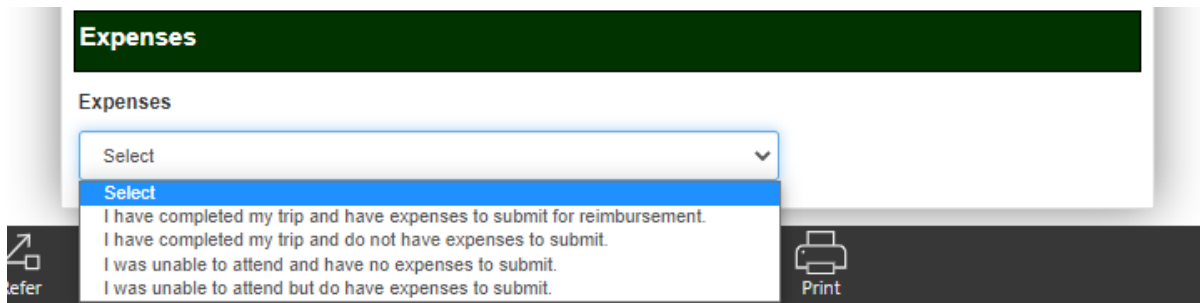 Expenses
Expenses
Select
Select
I have completed my trip and have expenses to submit for reimbursement.
I have completed my trip and do not have expenses to submit.
I was unable to attend and have no expenses to submit.
I was unable to attend but do have expenses to submit.
efer
Print